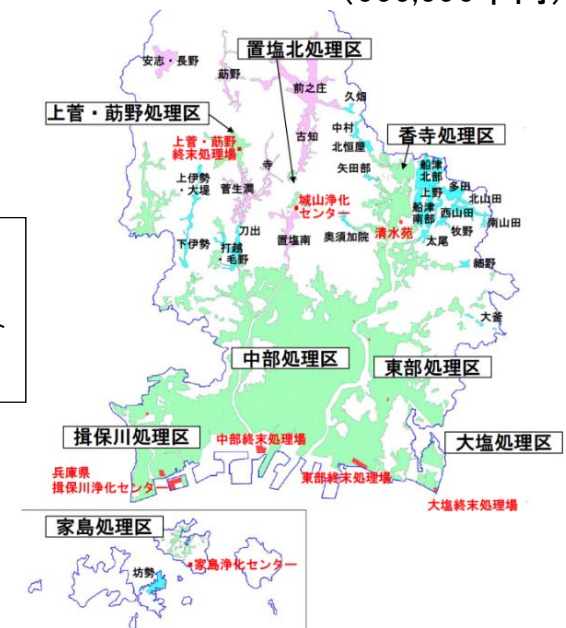 置塩北処理区
安志・長野
莇野
前之庄
久畑
上菅・莇野処理区
古知
中村
北恒屋
香寺処理区
上菅・莇野
終末処理場
矢田部
船津
北部
上野
多田
北山田
上伊勢
・大堤
寺
菅生澗
城山浄化
センター
船津
南部
西山田
南山田
牧野
清水苑
太尾
刀出
置塩南
奥須加院
下伊勢
打越
・毛野
細野
大釜
中部処理区
東部処理区
揖保川処理区
中部終末処理場
大塩処理区
兵庫県
揖保川浄化センター
東部終末処理場
大塩終末処理場
家島処理区
坊勢
家島浄化センター